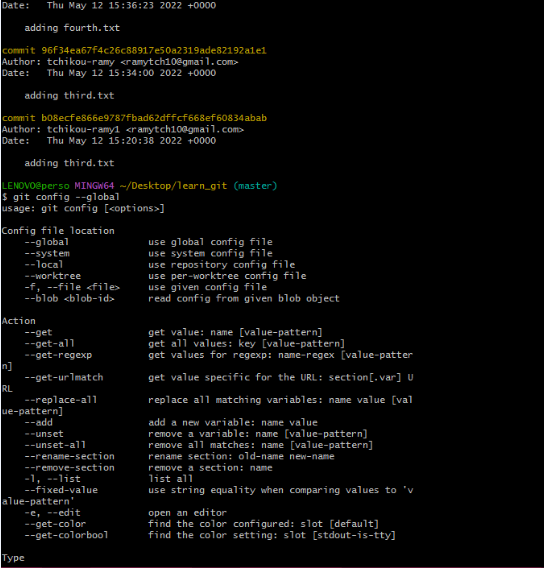 Date:   Thu May 12 15:36:23 2022 +0000
    adding fourth.txt
commit 96f34ea67f4c26c88917e50a2319ade82192a1e1
Author: tchikou-ramy <ramytch10@gmail.com>
Date:   Thu May 12 15:34:00 2022 +0000
    adding third.txt
commit b08ecfe866e9787fbad62dffcf668ef60834abab
Author: tchikou-ramy1 <ramytch10@gmail.com>
Date:   Thu May 12 15:20:38 2022 +0000
    adding third.txt
LENOVO@perso MINGW64 ~/Desktop/learn_git (master)
$ git config --global
usage: git config [<options>]
Config file location
    --global              use global config file
    --system              use system config file
    --local               use repository config file
    --worktree            use per-worktree config file
    -f, --file <file>     use given config file
    --blob <blob-id>      read config from given blob object
Action
    --get                 get value: name [value-pattern]
    --get-all             get all values: key [value-pattern]
    --get-regexp          get values for regexp: name-regex [value-patter
n]
    --get-urlmatch        get value specific for the URL: section[.var] U
RL
    --replace-all         replace all matching variables: name value [val
ue-pattern]
    --add                 add a new variable: name value
    --unset               remove a variable: name [value-pattern]
    --unset-all           remove all matches: name [value-pattern]
    --rename-section      rename section: old-name new-name
    --remove-section      remove a section: name
    -l, --list            list all
    --fixed-value         use string equality when comparing values to 'v
alue-pattern'
    -e, --edit            open an editor
    --get-color           find the color configured: slot [default]
    --get-colorbool       find the color setting: slot [stdout-is-tty]
Type